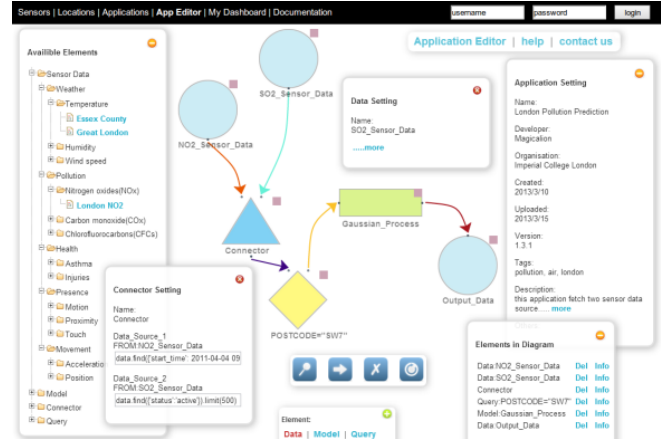 Sensors | Locations | Applications | App Editor | My Dashboard | Documentation
username
password
login
Application Editor | help | contact us
Availible Elements
Sensor Data
Weather
Temperature
Essex County
Great London
Humidity
Wind speed
Pollution
Nitrogen oxides(NOx)
London NO2
Carbon monoxide(COx)
Chlorofluorocarbons(CFCs)
Health
Asthma
Injuries
Presence
Motion
Proximity
Touch
Movement
Acceleratio
Position
Model
Connector
Query
SO2_Sensor_Data
NO2_Sensor_Data
Connector
Gaussian_Process
Output_Data
POSTCODE="SW7"
Data Setting
Name:
SO2_Sensor_Data
.....more
Application Setting
Name:
London Pollution Prediction
Developer:
Magicalion
Organisation:
Imperial College London
Created:
2013/3/10
Uploaded:
2013/3/15
Version:
1.3.1
Tags:
pollution, air, london
Description:
this application fetch two sensor data
source..... more
Connector Setting
Name:
Connector
Data_Source_1
FROM:NO2_Sensor_Data
data.find({'start_time': 2011-04-04 09
Data_Source_2
FROM:SO2_Sensor_Data
data.find({'status':'active'}).limit(500)
X
Element:
Data | Model | Query
Elements in Diagram
Data:NO2_Sensor_Data Del Info
Data:SO2_Sensor_Data Del Info
Connector Del Info
Query:POSTCODE="SW7" Del Info
Model:Gaussian_Process Del Info
Data:Output_Data Del Info